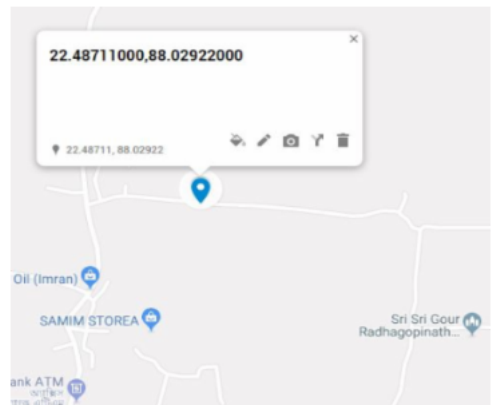 22.48711000,88.02922000
22.48711, 88.02922
Oil (Imran)
SAMIM STOREA
Sri Sri Gour
Radhagopinath...
ank ATM